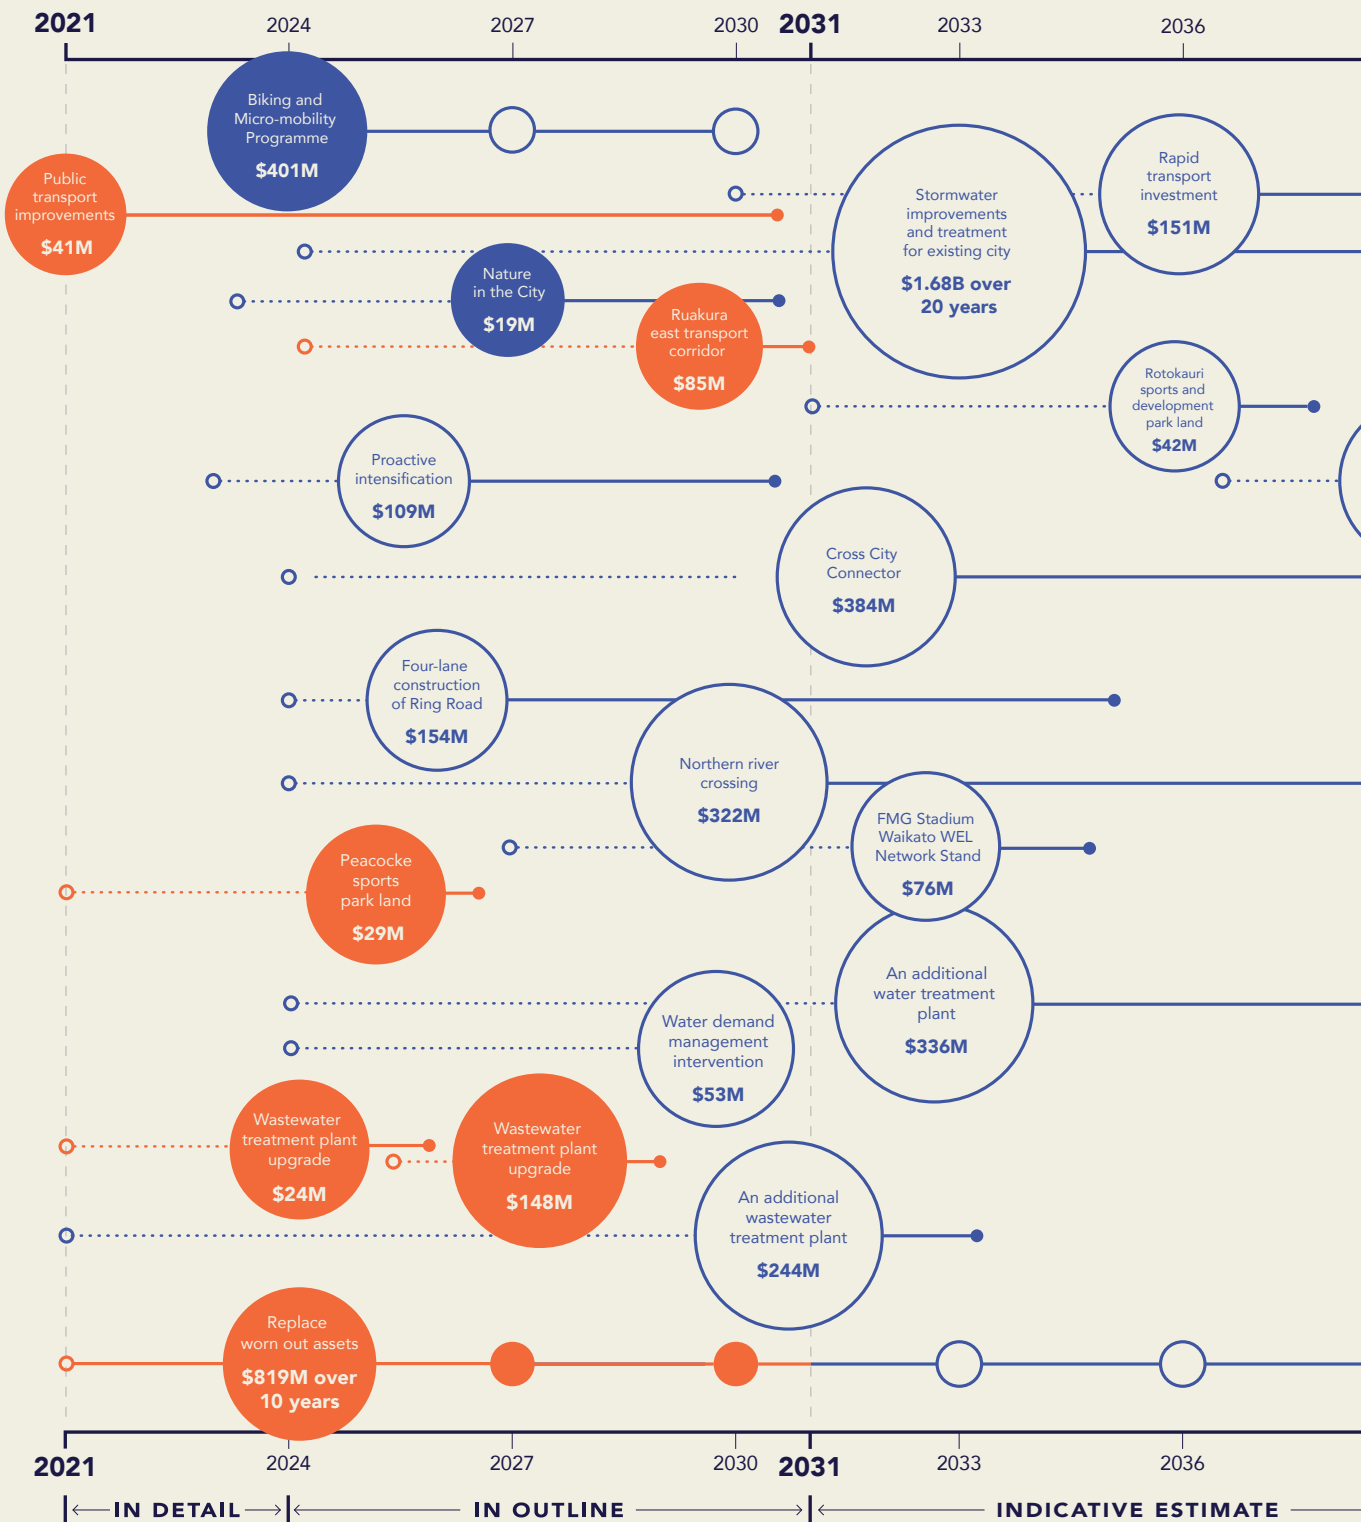 2021
2024
2027
2030
2031
2033
2036
Biking and
Micro-mobility
Programme
$401M
Public
transport
improvements
$41M
Stormwater
improvements
and treatment
for existing city
$1.68B over
20 years
Rapid
transport
investment
$151M
Nature
in the City
$19M
Ruakura
east transport
corridor
$85M
Rotokauri
sports and
development
park land
$42M
Proactive
intensification
$109M
Cross City
Connector
$384M
Four-lane
construction
of Ring Road
$154M
Northern river
crossing
$322M
FMG Stadium
Waikato WEL
Network Stand
$76M
Peacocke
sports
park land
$29M
An additional
water treatment
plant
$336M
Water demand
management
intervention
$53M
Wastewater
treatment plant
upgrade
$24M
Wastewater
treatment plant
upgrade
$148M
An additional
wastewater
treatment plant
$244M
Replace
worn out assets
$819M over
10 years
2021
2024
2027
2030
2031
2033
2036
IN DETAIL
IN OUTLINE
INDICATIVE ESTIMATE